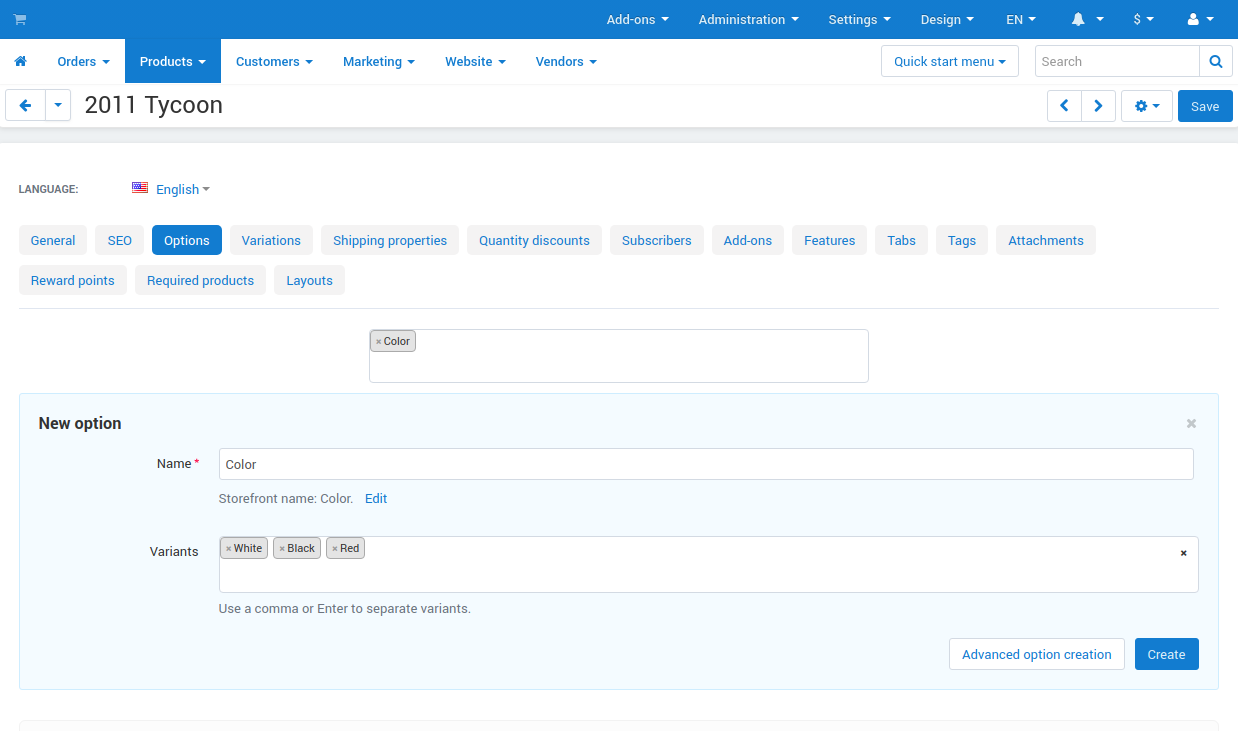 Add-ons Administration Settings Design EN $
Orders Products Customers Marketing Website Vendors Quick start menu Search
2011 Tycoon Save
LANGUAGE: English
General SEO Options Variations Shipping properties Quantity discounts Subscribers Add-ons Features Tabs Tags Attachments
Reward points Required products Layouts
× Color
New option ×
Name * Color
Storefront name: Color. Edit
Variants × White × Black × Red ×
Use a comma or Enter to separate variants.
Advanced option creation Create